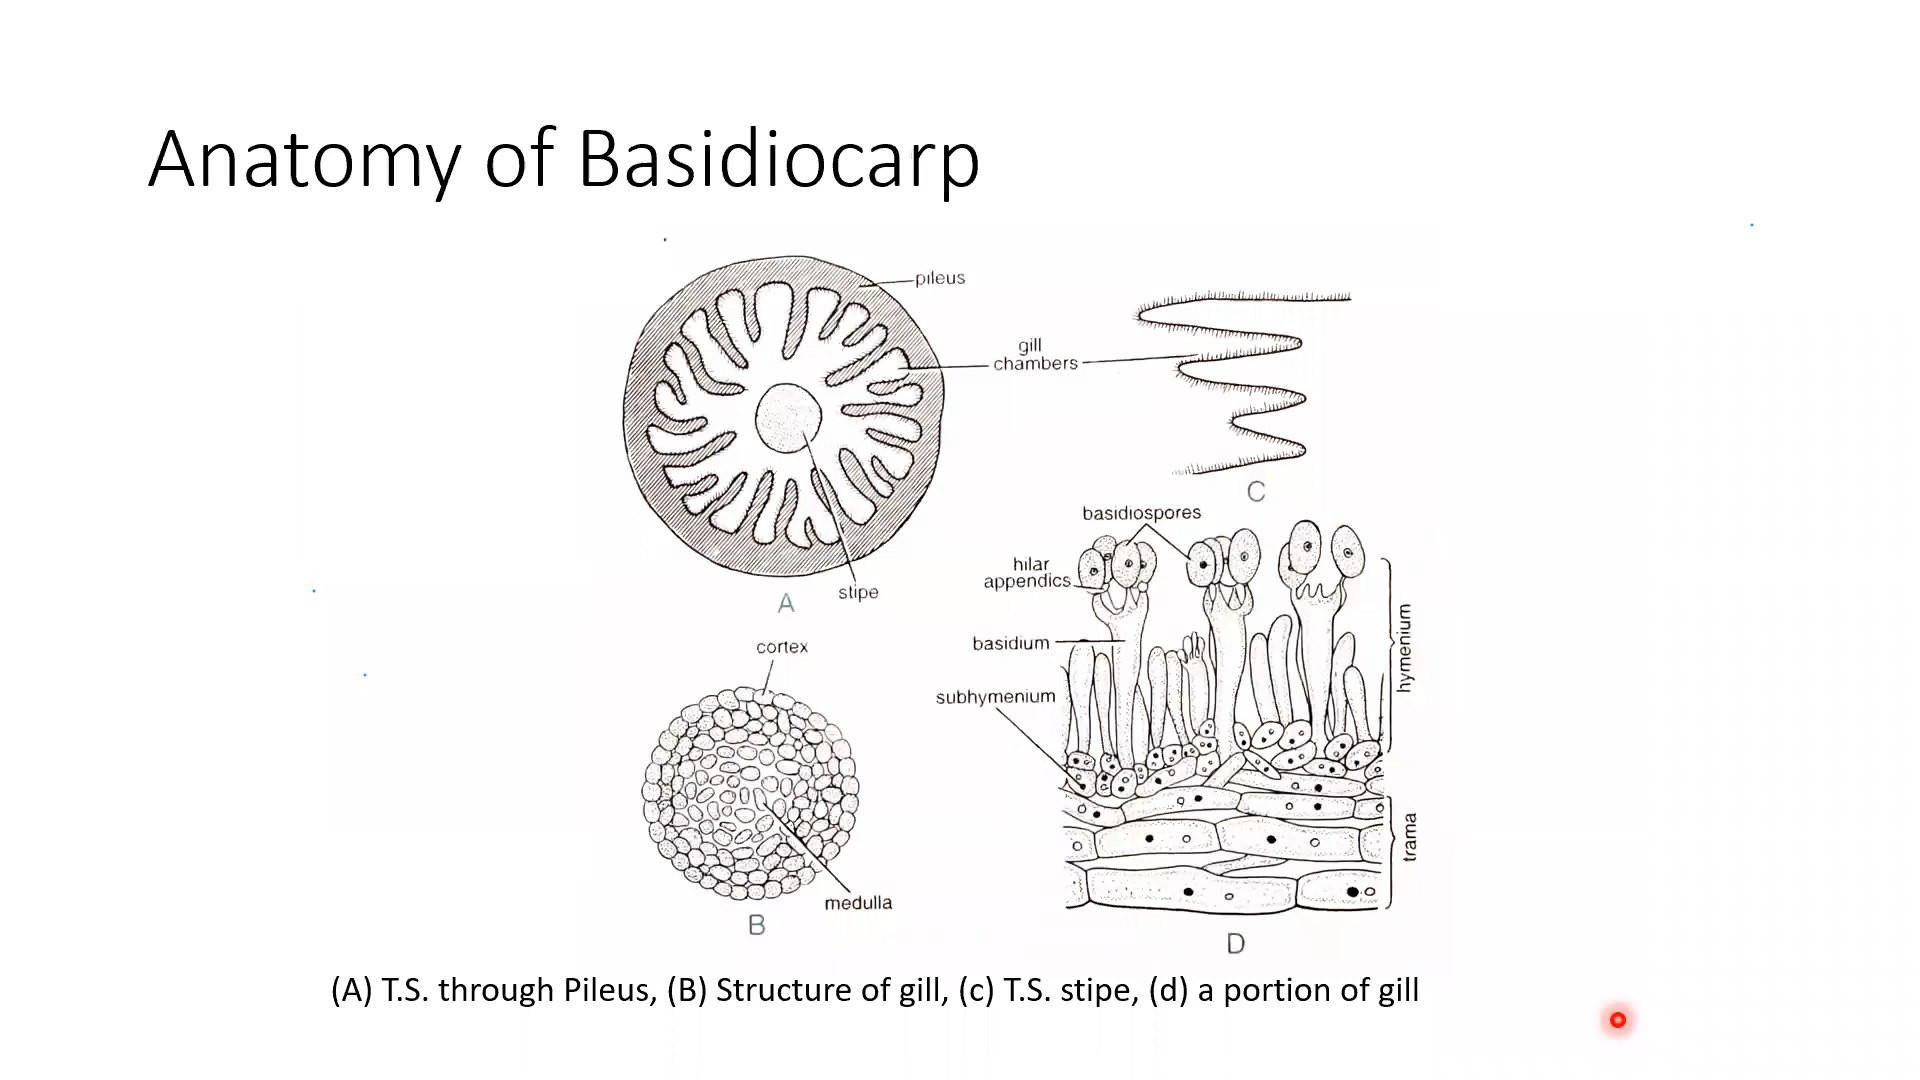 Anatomy of Basidiocarp
pileus
gill
chambers
stipe
A
C
basidiospores
hilar
appendics
basidium
subhymenium
hymenium
trama
D
cortex
medulla
B
(A) T.S. through Pileus, (B) Structure of gill, (c) T.S. stipe, (d) a portion of gill